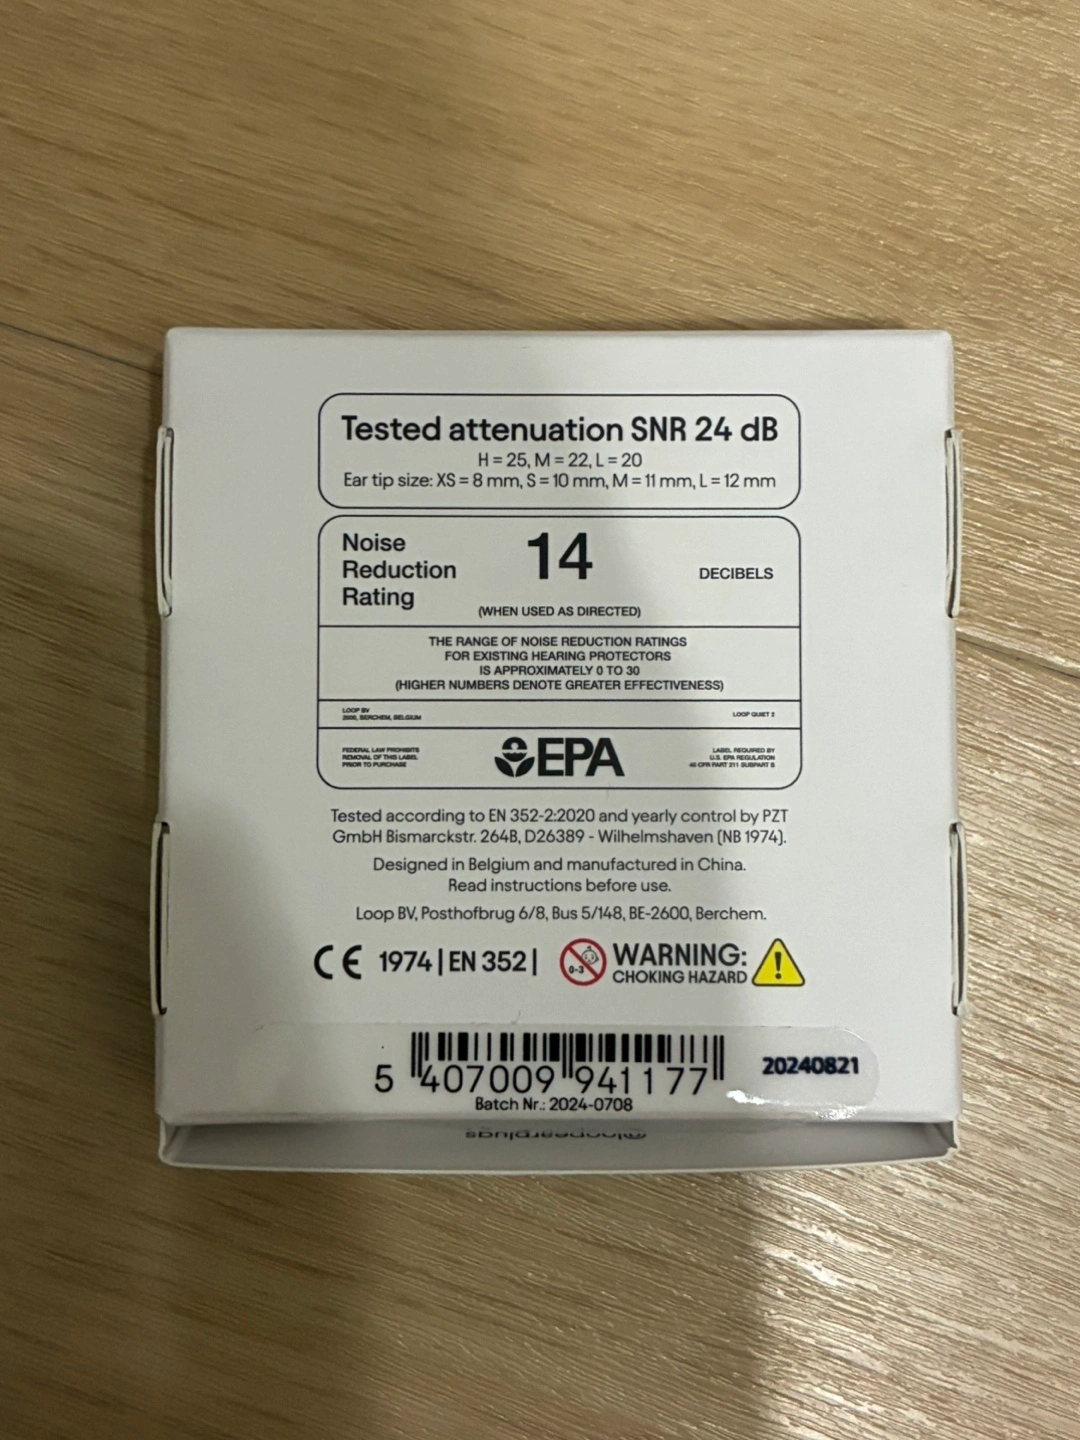 Tested attenuation SNR 24 dB
H = 25, M = 22, L = 20
Ear tip size: XS = 8 mm, S = 10 mm, M = 11 mm, L = 12 mm
Noise
Reduction
Rating
14
DECIBELS
(WHEN USED AS DIRECTED)
THE RANGE OF NOISE REDUCTION RATINGS
FOR EXISTING HEARING PROTECTORS
IS APPROXIMATELY 0 TO 30
(HIGHER NUMBERS DENOTE GREATER EFFECTIVENESS)
LOOP BV
2600, BERCHEM, BELGIUM
LOOP QUIET 2
FEDERAL LAW PROHIBITS
REMOVAL OF THIS LABEL
PRIOR TO PURCHASE
EPA
LABEL REQUIRED BY
U.S. EPA REGULATION
40 CFR PART 211 SUBPART B
Tested according to EN 352-2:2020 and yearly control by PZT
GmbH Bismarckstr. 264B, D26389 - Wilhelmshaven (NB 1974).
Designed in Belgium and manufactured in China.
Read instructions before use.
Loop BV, Posthofbrug 6/8, Bus 5/148, BE-2600, Berchem.
CE 1974 | EN 352 |
0-3
WARNING:
CHOKING HAZARD
5 407009 941177
20240821
Batch Nr.: 2024-0708
@loopearplugs